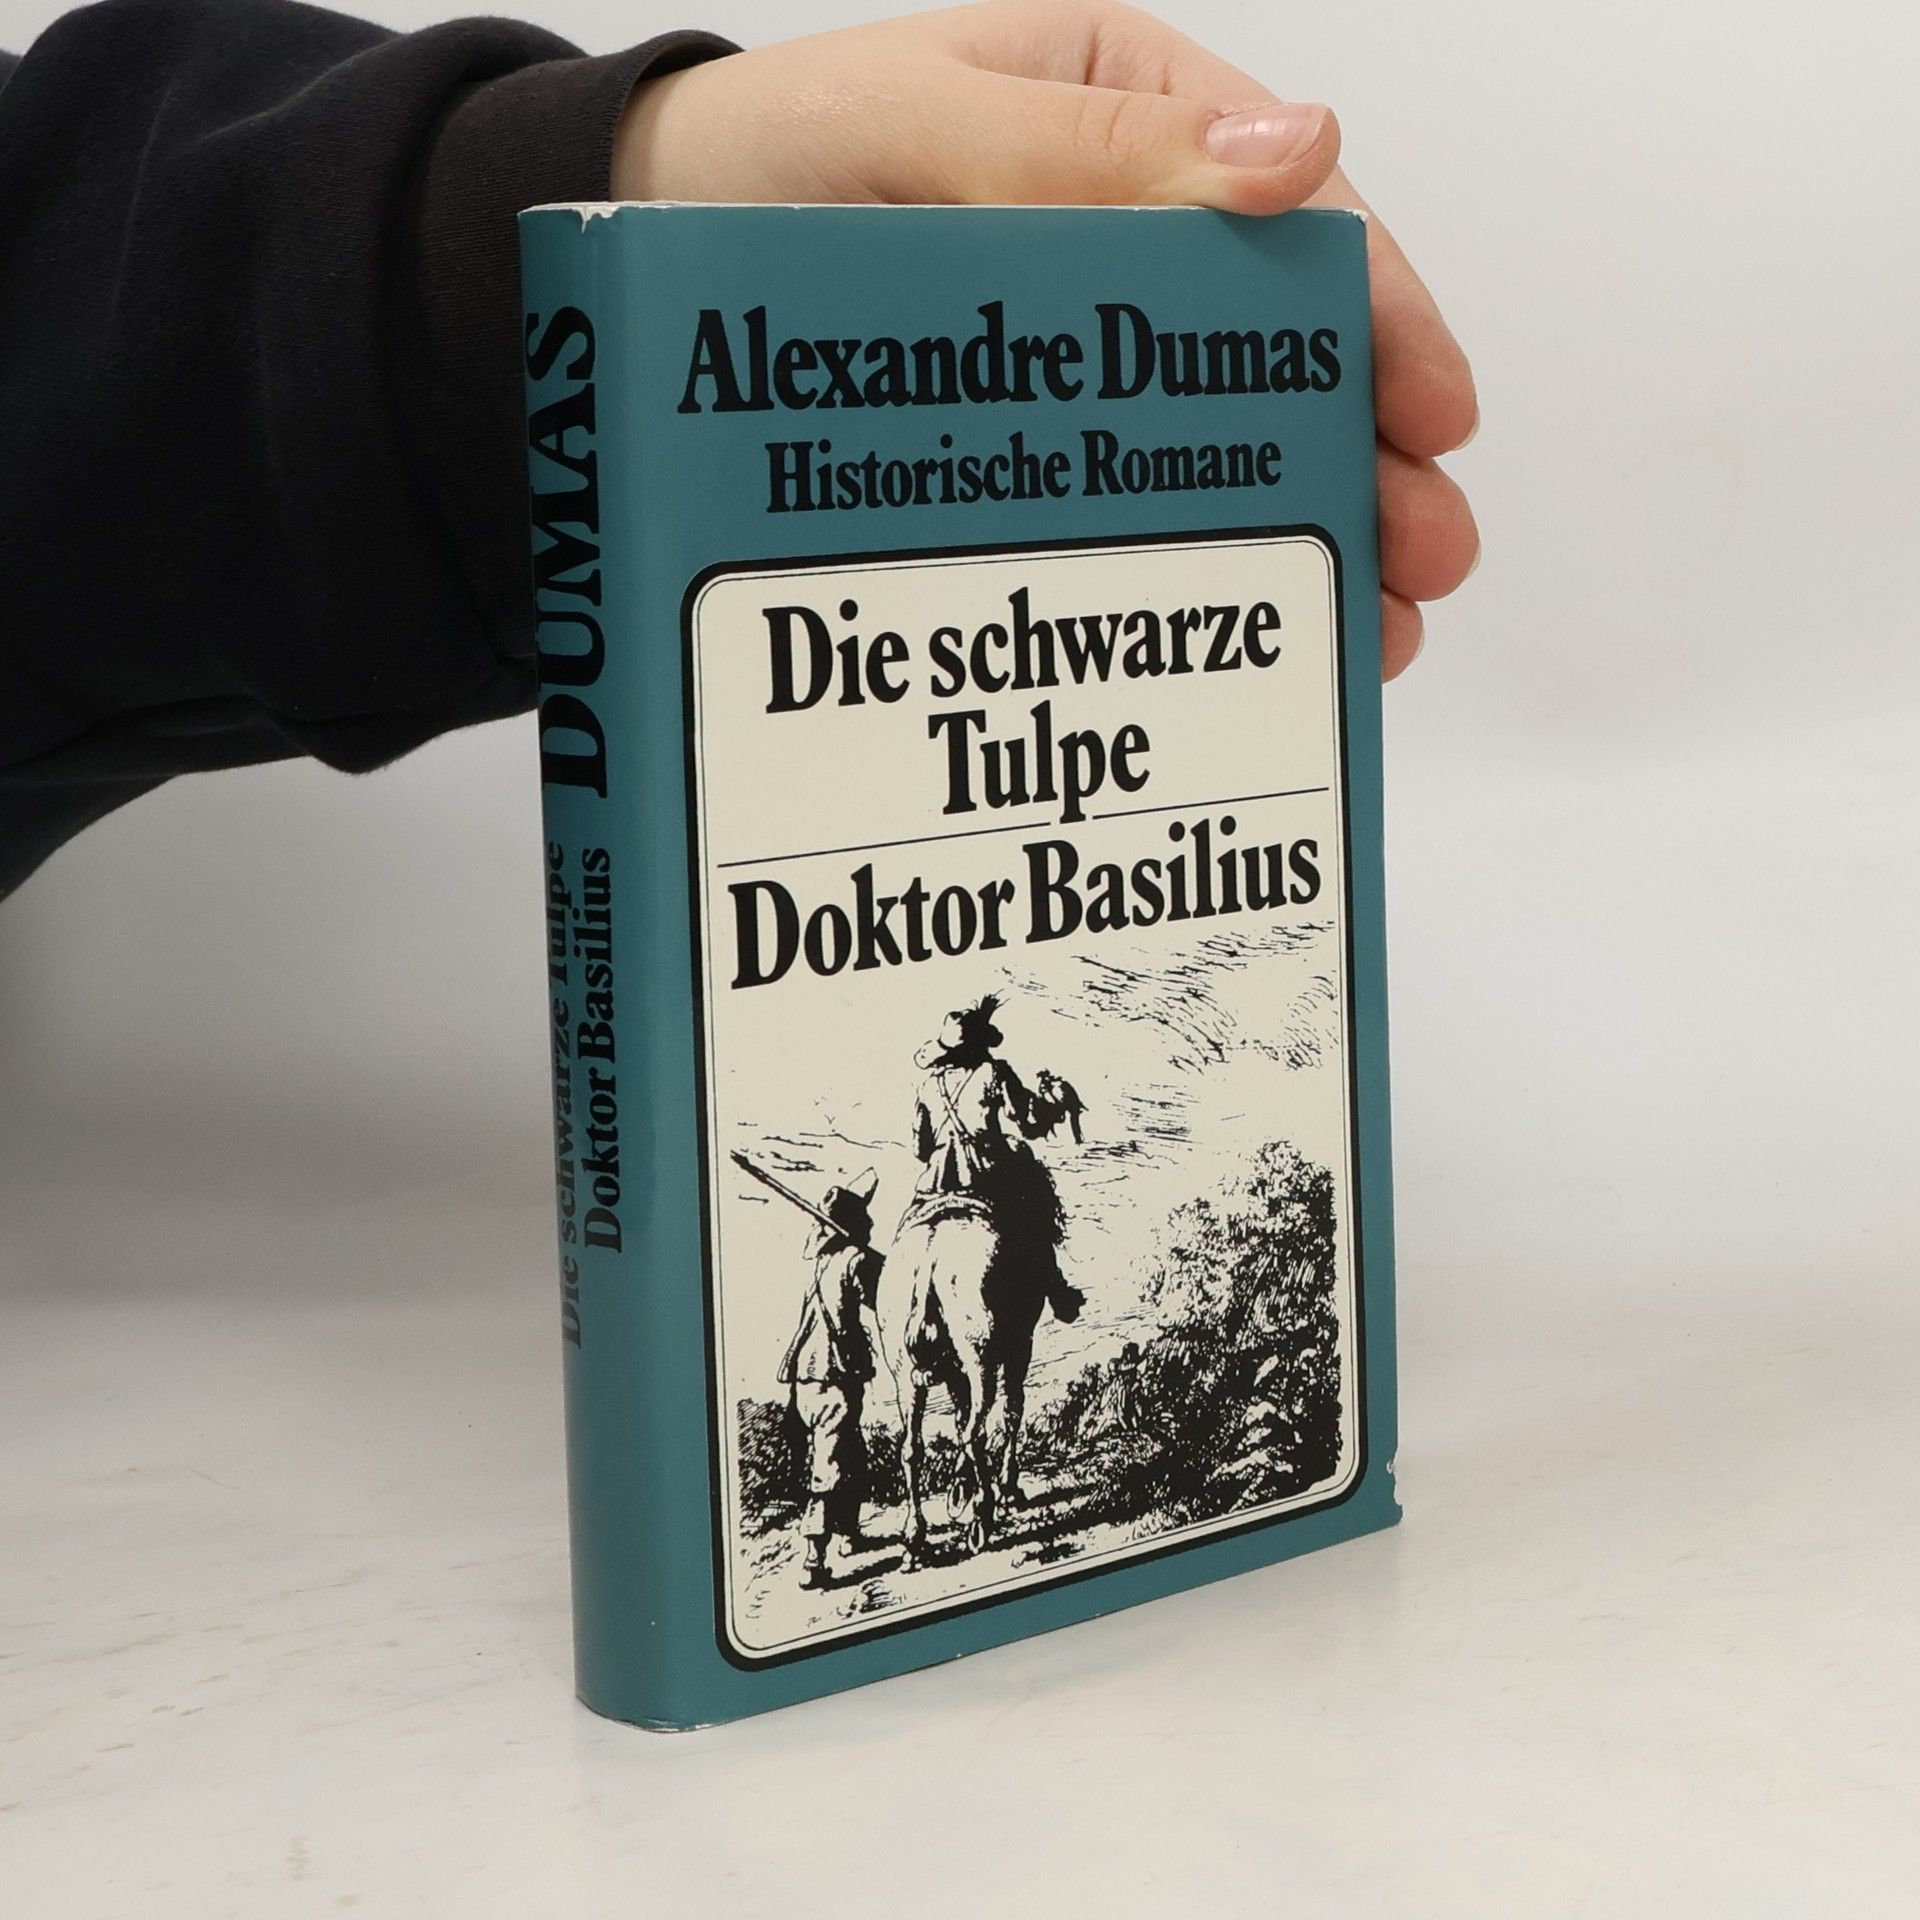 Alexandre Dumas
Historische Romane
Die schwarze
Tulpe
Doktor Basilius
DUMAS
Die schwarze Tulpe
Doktor Basilius